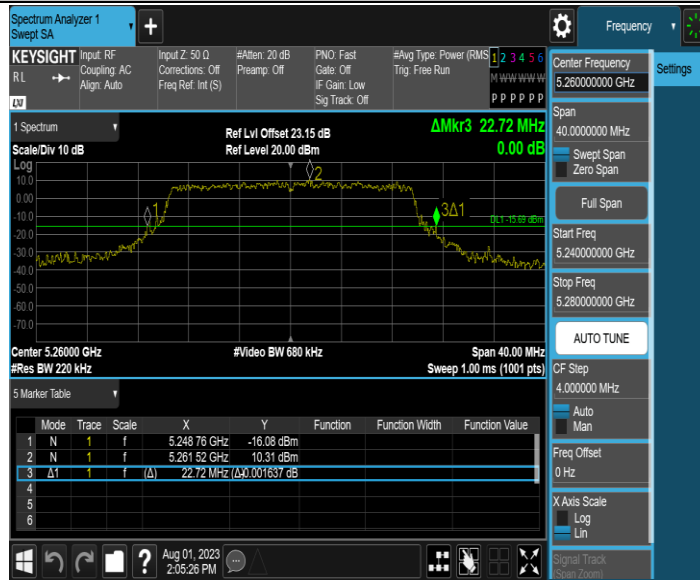 Spectrum Analyzer 1
Swept SA
Frequency
KEYSIGHT
RL
LXI
Input: RF
Coupling: AC
Align: Auto
Input Z: 50 Ω
Corrections: Off
Freq Ref: Int (S)
#Atten: 20 dB
Preamp: Off
PNO: Fast
Gate: Off
IF Gain: Low
Sig Track: Off
#Avg Type: Power (RMS
Trig: Free Run
1 2 3 4 5 6
M W W W W W
P P P P P P
1 Spectrum
Scale/Div 10 dB
Ref Lvl Offset 23.15 dB
Ref Level 20.00 dBm
ΔMkr3 22.72 MHz
0.00 dB
Log
10.0
0.00
-10.0
-20.0
-30.0
-40.0
-50.0
-60.0
-70.0
1
2
3Δ1
DL1 -15.69 dBm
Center 5.26000 GHz
#Res BW 220 kHz
#Video BW 680 kHz
Span 40.00 MHz
Sweep 1.00 ms (1001 pts)
5 Marker Table
Mode Trace Scale X Y Function Function Width Function Value
1 N 1 f 5.248 76 GHz -16.08 dBm
2 N 1 f 5.261 52 GHz 10.31 dBm
3 Δ1 1 f (Δ) 22.72 MHz (Δ)-0.001637 dB
4
5
6
Aug 01, 2023
2:05:26 PM
Settings
Center Frequency
5.260000000 GHz
Span
40.0000000 MHz
Swept Span
Zero Span
Full Span
Start Freq
5.240000000 GHz
Stop Freq
5.280000000 GHz
AUTO TUNE
CF Step
4.000000 MHz
Auto
Man
Freq Offset
0 Hz
X Axis Scale
Log
Lin
Signal Track
(Span Zoom)